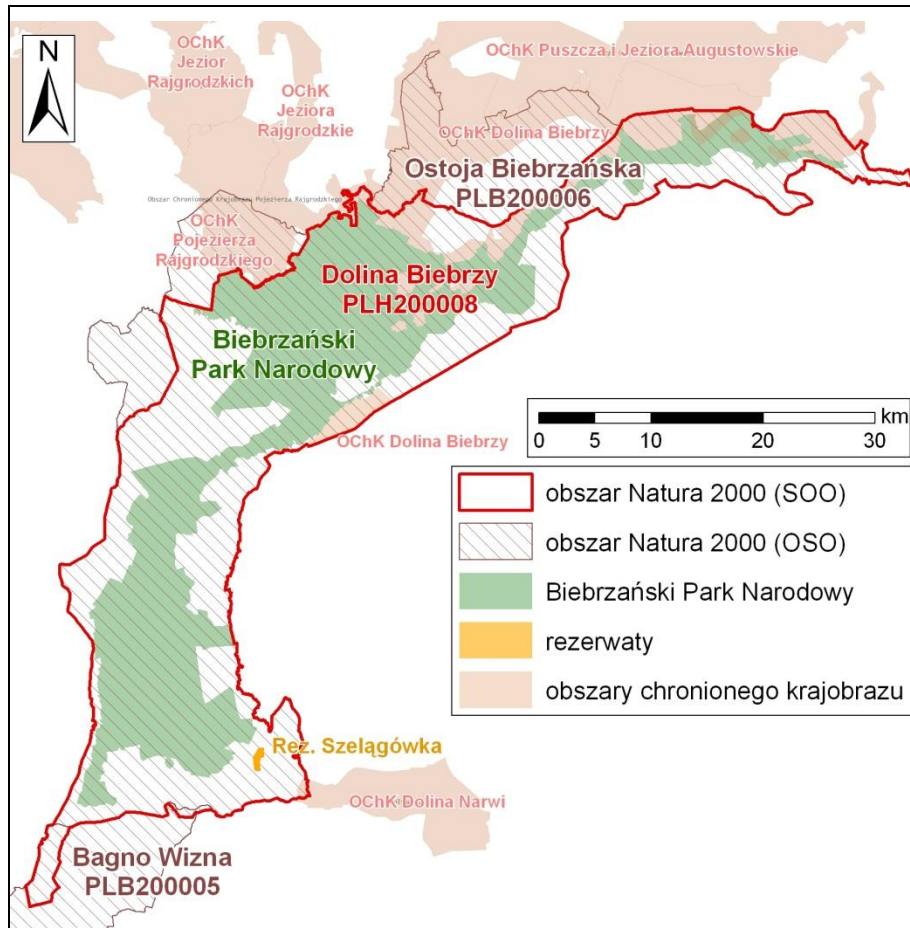 N
OChK
Jezior
Rajgrodzkich
OChK
Jeziora
Rajgrodzkie
OChK Puszcza i Jeziora Augustowskie
OChK Dolina Biebrzy
Ostoja Biebrzańska
PLB200006
Obszar Chronionego Krajobrazu Pojezierza Rajgrodzkiego
OChK
Pojezierza
Rajgrodzkiego
Dolina Biebrzy
PLH200008
Biebrzański
Park Narodowy
OChK Dolina Biebrzy
km
0 5 10 20 30
obszar Natura 2000 (SOO)
obszar Natura 2000 (OSO)
Biebrzański Park Narodowy
rezerwaty
obszary chronionego krajobrazu
Rez. Szelągówka
OChK Dolina Narwi
Bagno Wizna
PLB200005